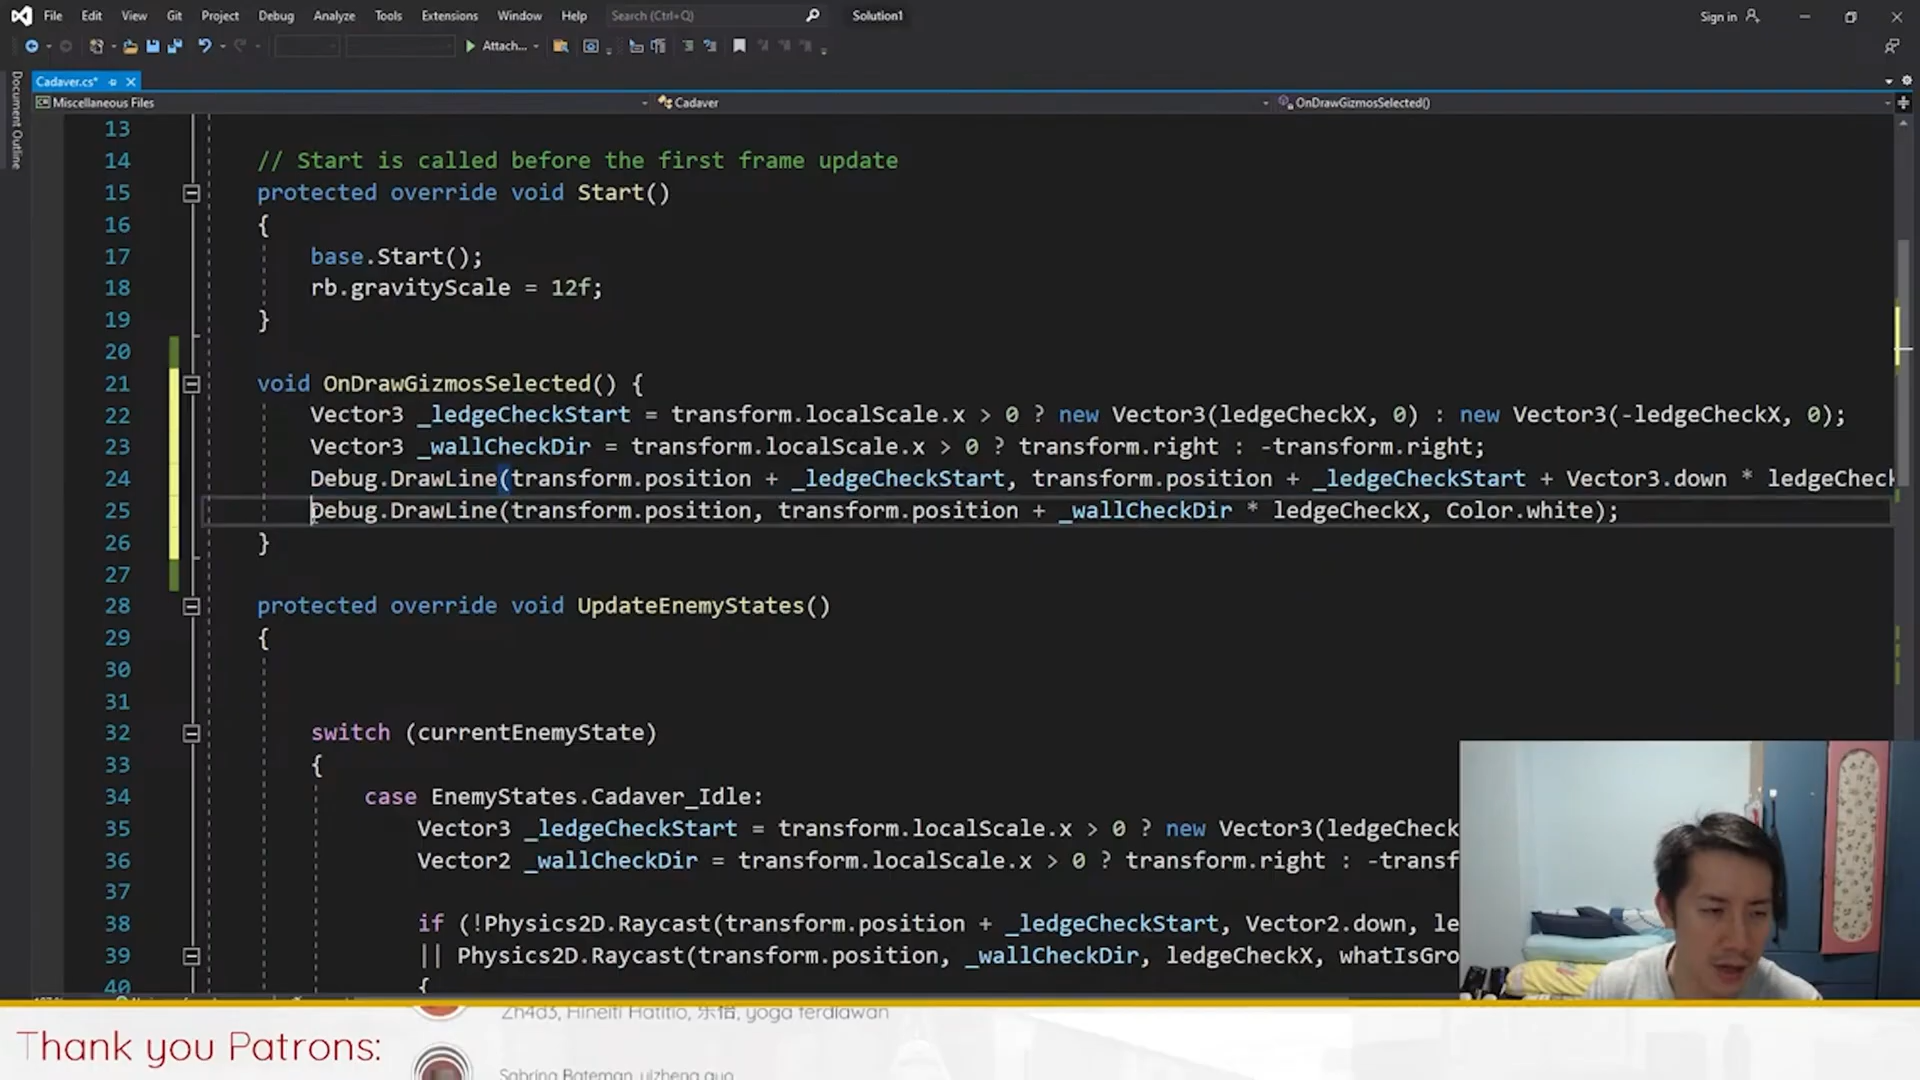 File Edit View Git Project Debug Analyze Tools Extensions Window Help Search (Ctrl+Q) Solution1 Sign in
Attach...
Cadaver.cs*
Document Outline
Miscellaneous Files Cadaver OnDrawGizmosSelected()
13
14 // Start is called before the first frame update
15 protected override void Start()
16 {
17 base.Start();
18 rb.gravityScale = 12f;
19 }
20
21 void OnDrawGizmosSelected() {
22 Vector3 _ledgeCheckStart = transform.localScale.x > 0 ? new Vector3(ledgeCheckX, 0) : new Vector3(-ledgeCheckX, 0);
23 Vector3 _wallCheckDir = transform.localScale.x > 0 ? transform.right : -transform.right;
24 Debug.DrawLine(transform.position + _ledgeCheckStart, transform.position + _ledgeCheckStart + Vector3.down * ledgeCheck
25 Debug.DrawLine(transform.position, transform.position + _wallCheckDir * ledgeCheckX, Color.white);
26 }
27
28 protected override void UpdateEnemyStates()
29 {
30
31
32 switch (currentEnemyState)
33 {
34 case EnemyStates.Cadaver_Idle:
35 Vector3 _ledgeCheckStart = transform.localScale.x > 0 ? new Vector3(ledgeCheck
36 Vector2 _wallCheckDir = transform.localScale.x > 0 ? transform.right : -transf
37
38 if (!Physics2D.Raycast(transform.position + _ledgeCheckStart, Vector2.down, le
39 || Physics2D.Raycast(transform.position, _wallCheckDir, ledgeCheckX, whatIsGro
40 {
Zh4d3, Hineiti Hatitio, 乐恺, yoga ferdiawan
Thank you Patrons:
Sabrina Bateman, yizheng guo